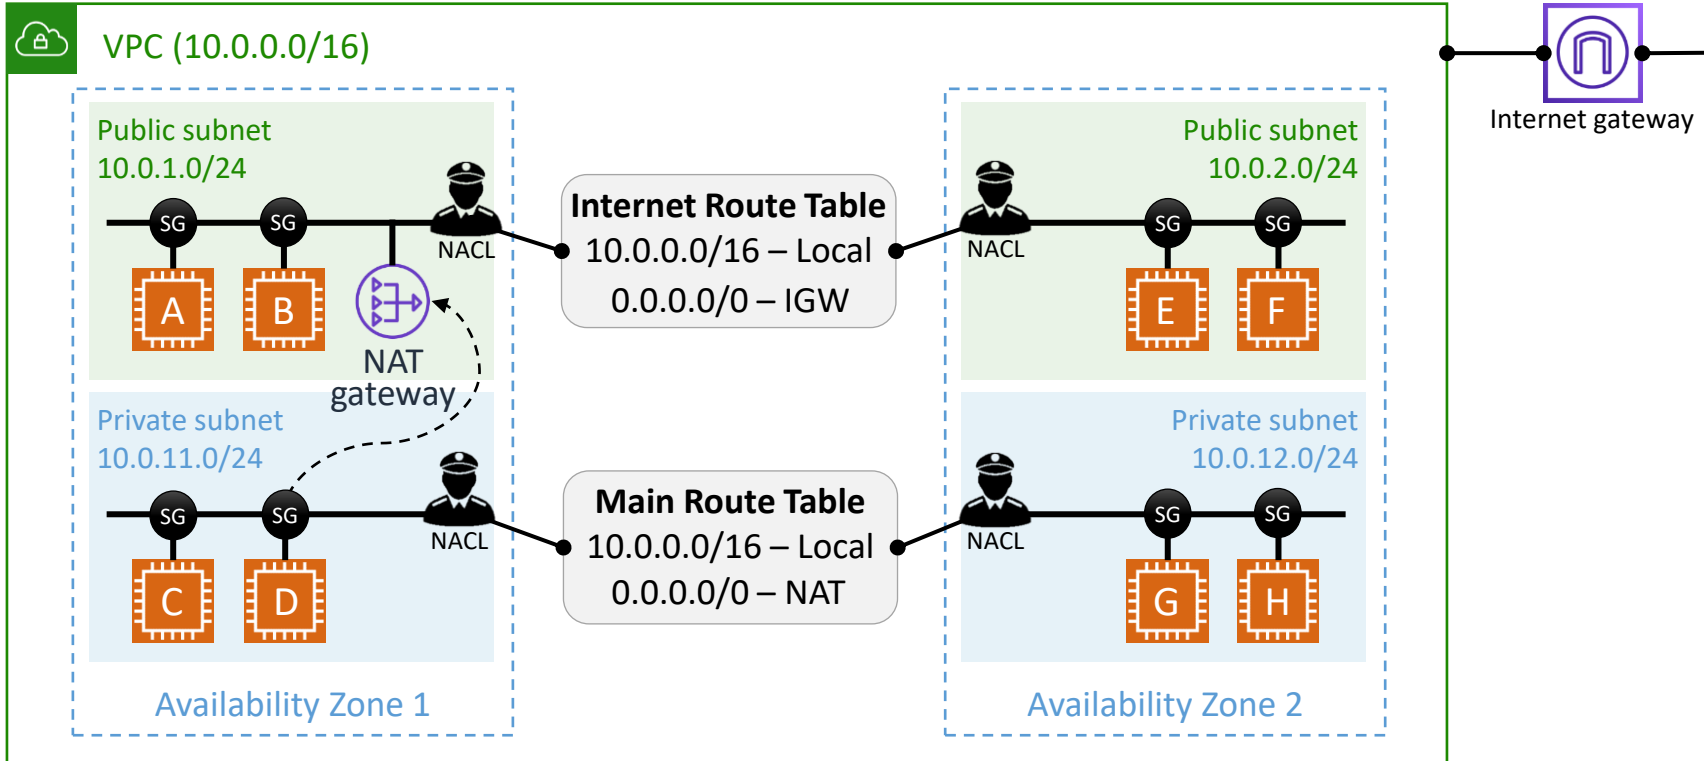 VPC (10.0.0.0/16)
Internet gateway
Public subnet
10.0.1.0/24
SG
SG
NACL
A
B
NAT
gateway
Internet Route Table
10.0.0.0/16 – Local
0.0.0.0/0 – IGW
Public subnet
10.0.2.0/24
NACL
SG
SG
E
F
Private subnet
10.0.11.0/24
SG
SG
NACL
C
D
Main Route Table
10.0.0.0/16 – Local
0.0.0.0/0 – NAT
Private subnet
10.0.12.0/24
NACL
SG
SG
G
H
Availability Zone 1
Availability Zone 2